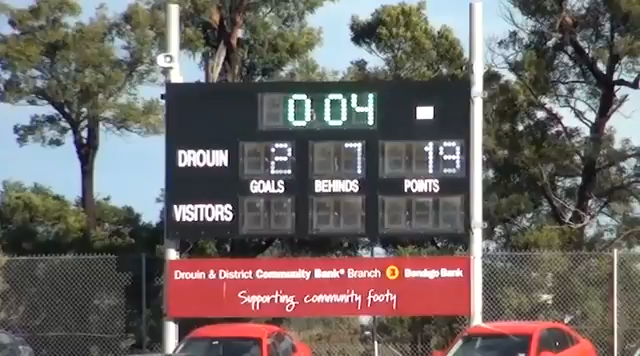 0 04
DROUIN 2 7 19
GOALS BEHINDS POINTS
VISITORS
Drouin & District Community Bank® Branch Bendigo Bank
Supporting community footy